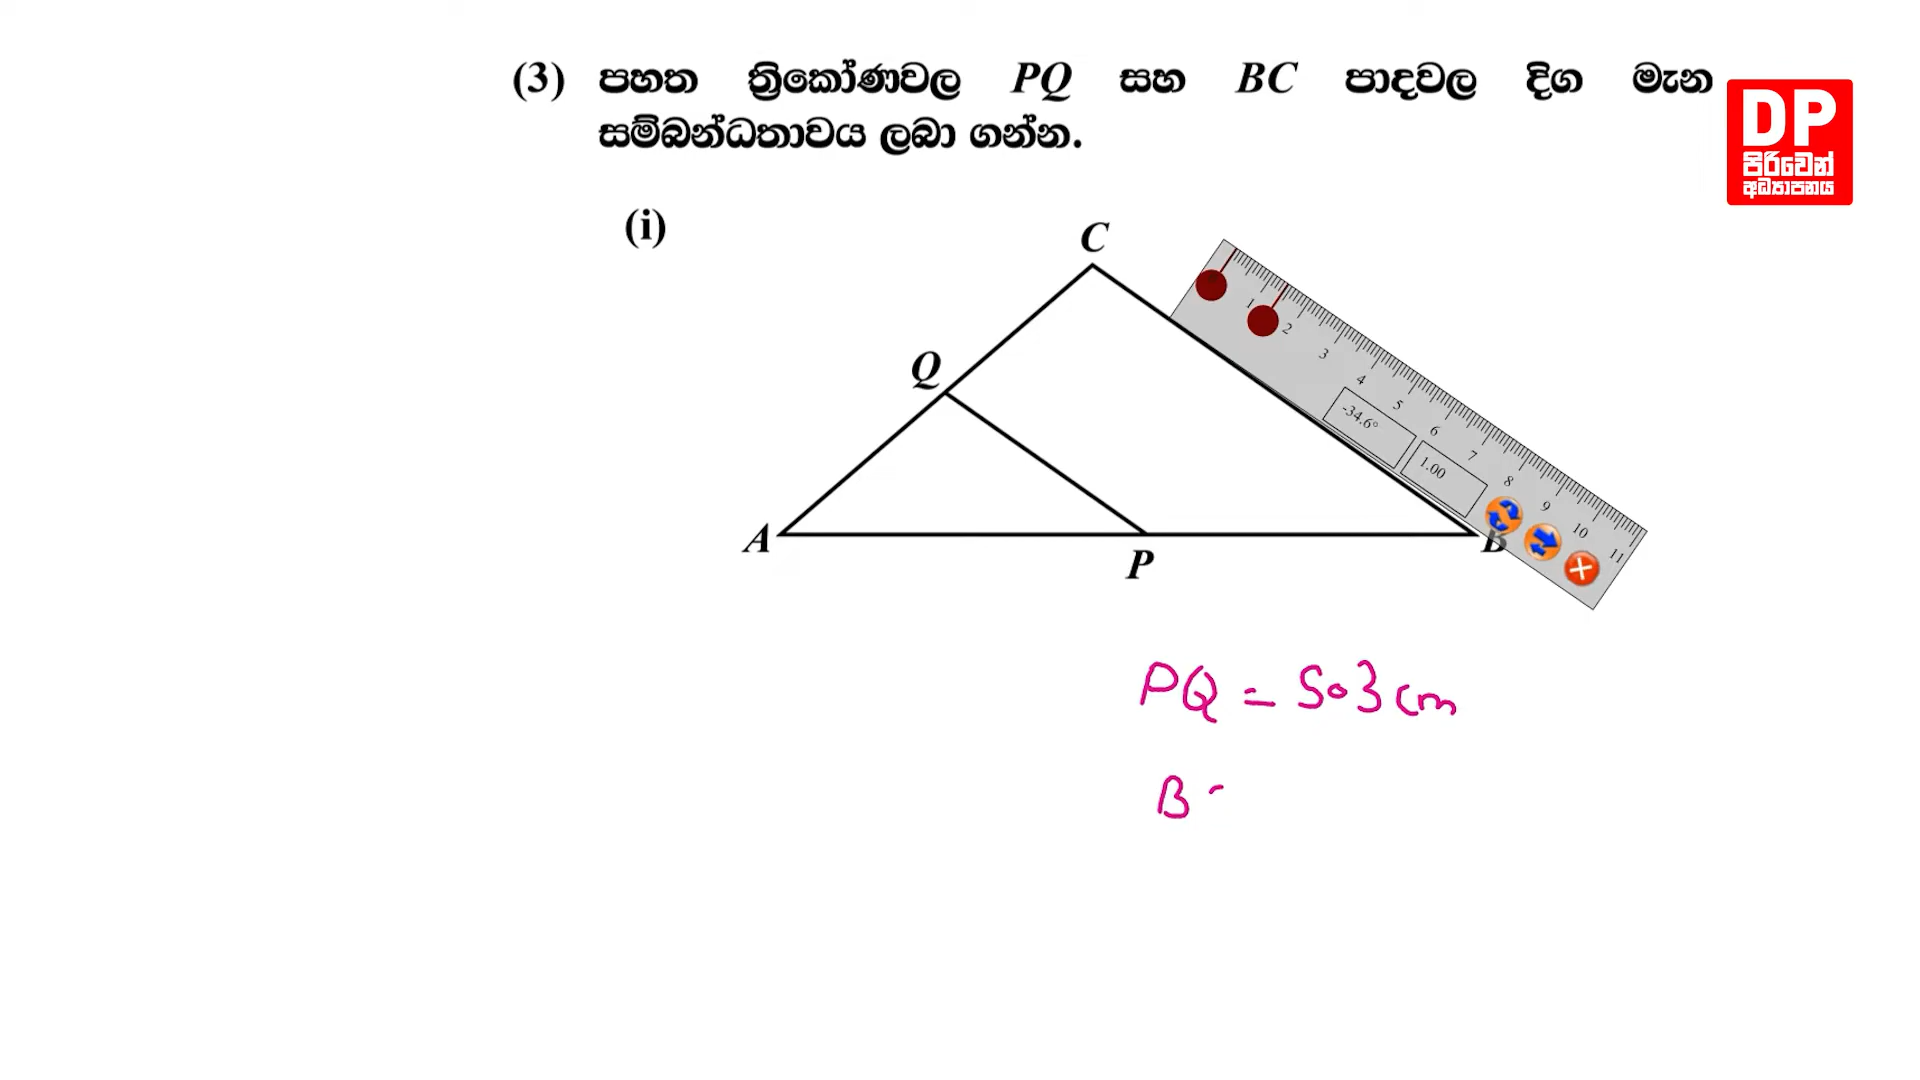 (3) පහත ත්‍රිකෝණවල PQ සහ BC පාදවල දිග මැන
සම්බන්ධතාවය ලබා ගන්න.
DP
පිරිවෙන්
අධ්‍යාපනය
(i)
C
Q
A
P
B
1 2 3 4 5 6 7 8 9 10 11
-34.6°
1.00
PQ = 5.3 cm
B